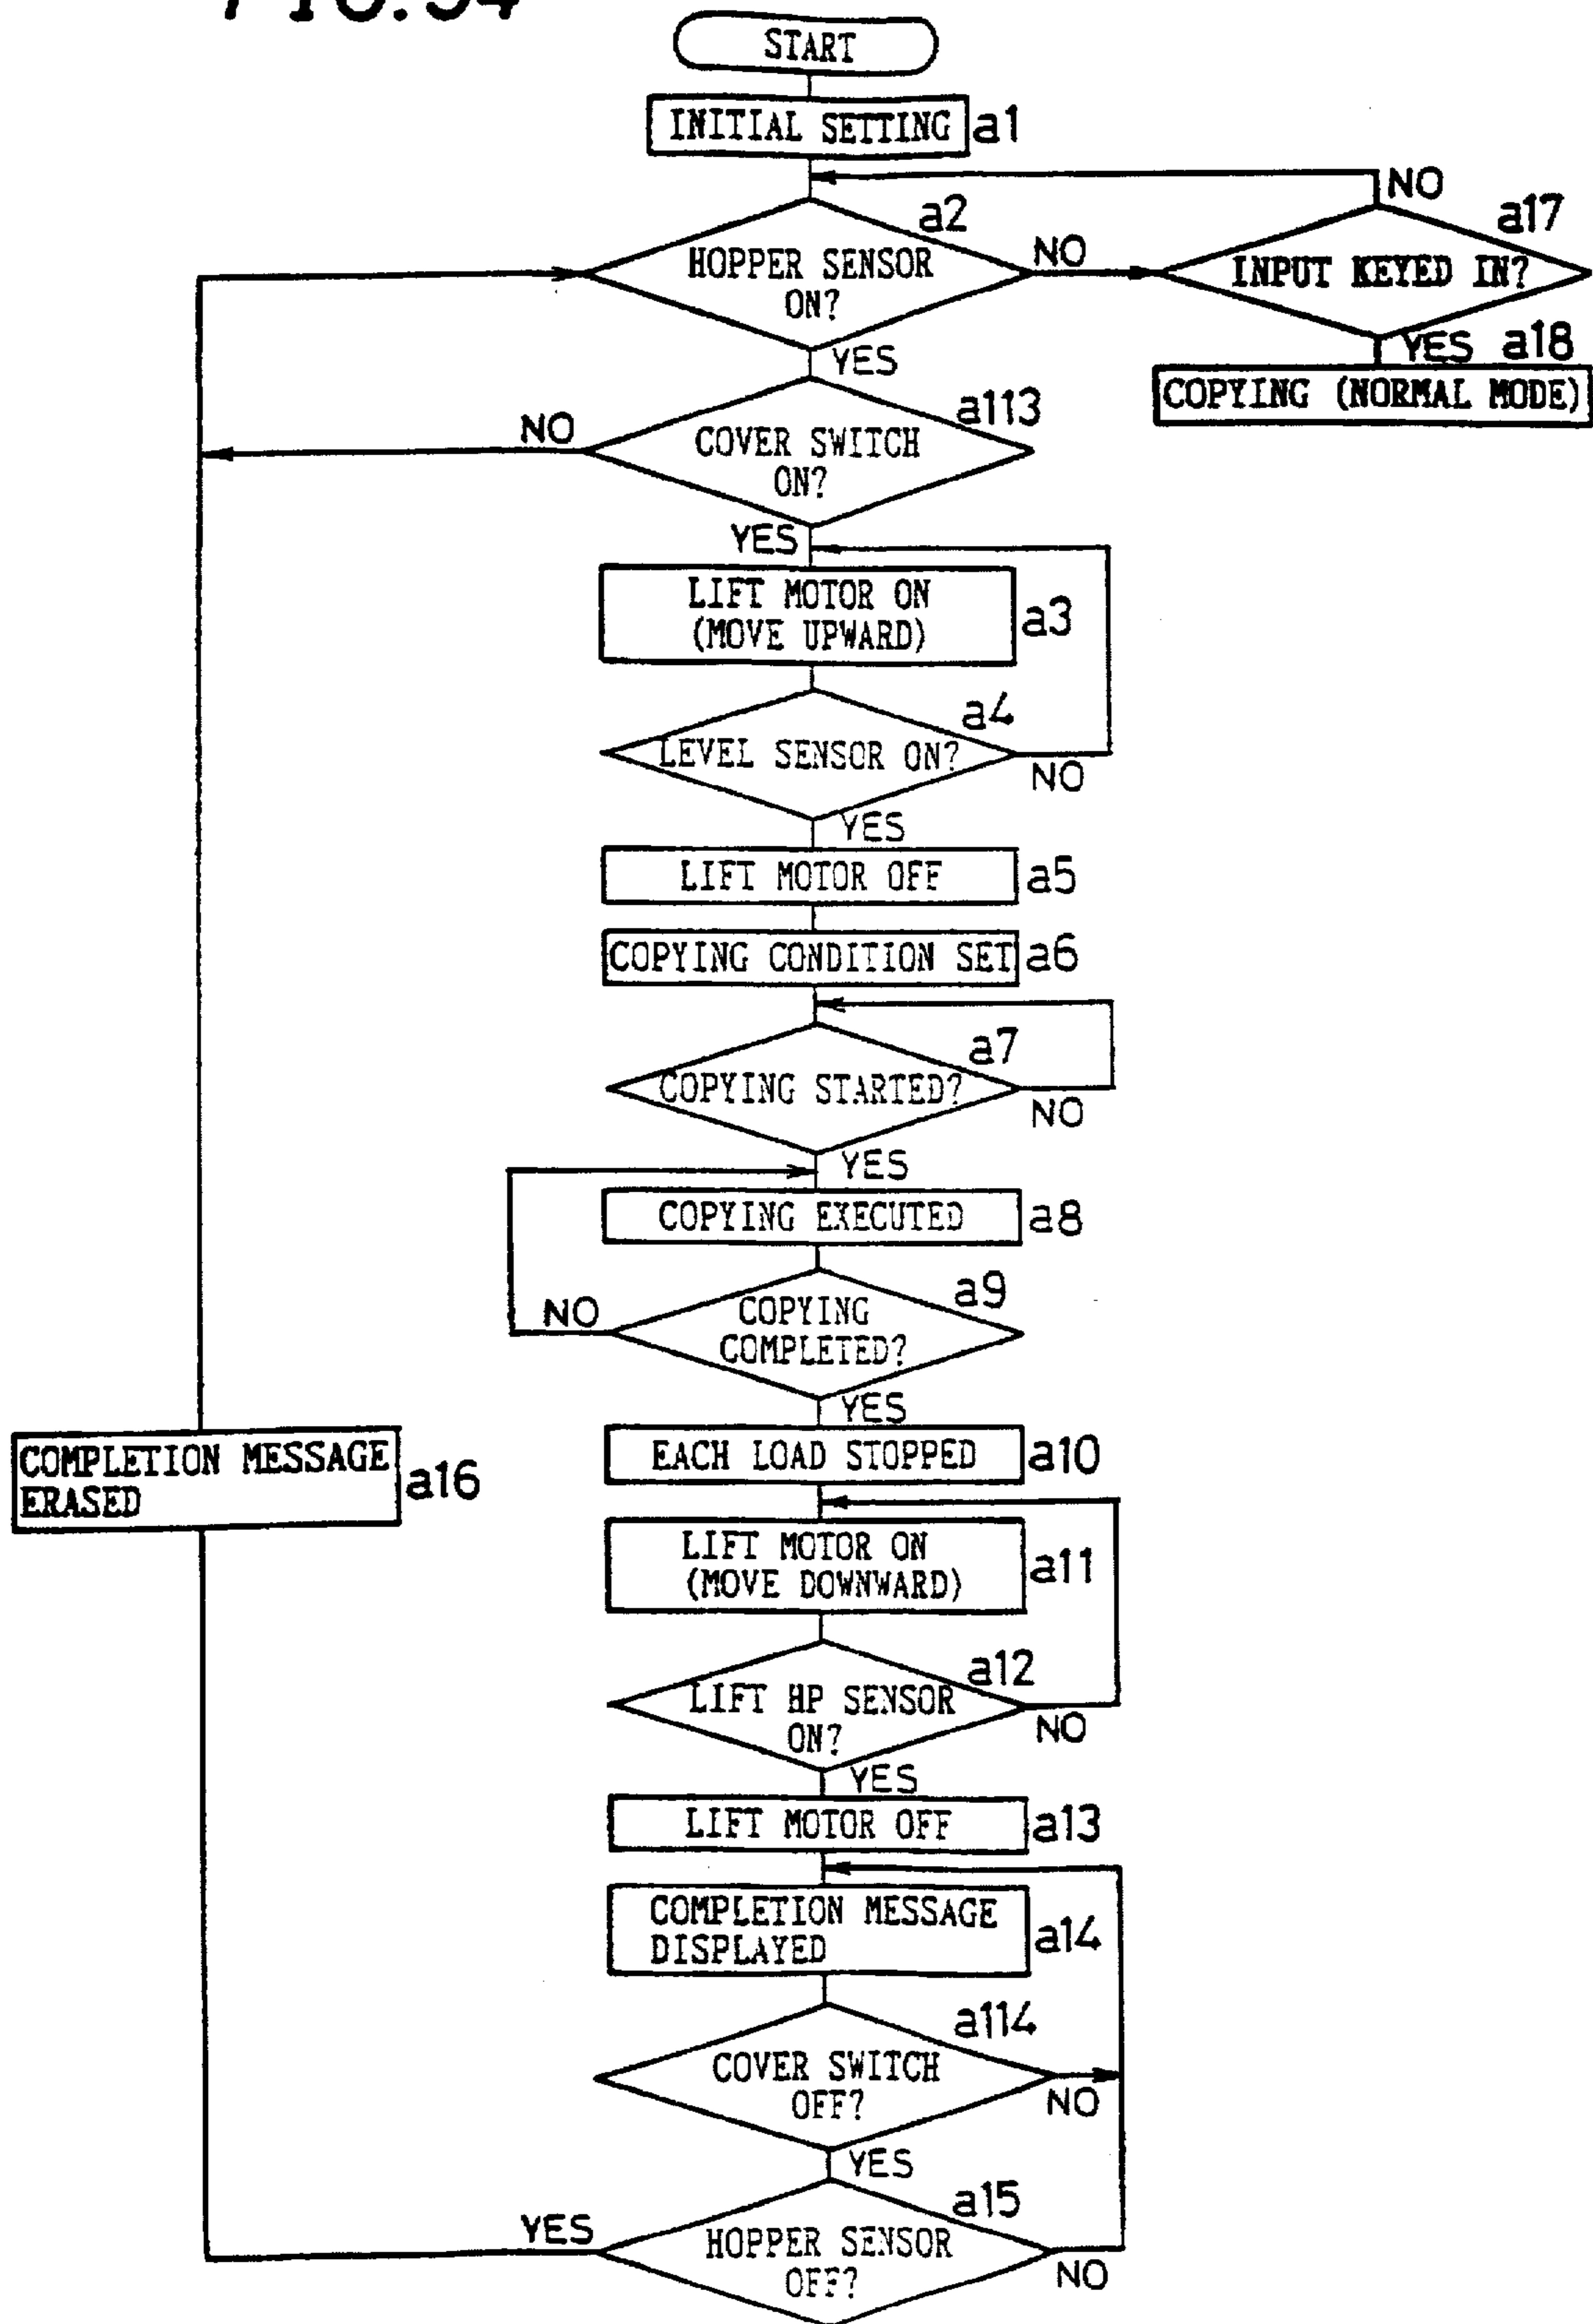 FIG. 34
START
INITIAL SETTING a1
NO
a2
HOPPER SENSOR
ON?
NO
a17
INPUT KEYED IN?
YES
YES a18
COPYING (NORMAL MODE)
a113
NO
COVER SWITCH
ON?
YES
LIFT MOTOR ON
(MOVE UPWARD)
a3
a4
LEVEL SENSOR ON?
NO
YES
LIFT MOTOR OFF a5
COPYING CONDITION SET a6
a7
COPYING STARTED?
NO
YES
COPYING EXECUTED a8
a9
NO
COPYING
COMPLETED?
YES
EACH LOAD STOPPED a10
COMPLETION MESSAGE
ERASED
a16
LIFT MOTOR ON
(MOVE DOWNWARD)
a11
a12
LIFT HP SENSOR
ON?
NO
YES
LIFT MOTOR OFF a13
COMPLETION MESSAGE
DISPLAYED
a14
a114
COVER SWITCH
OFF?
NO
YES
a15
YES
HOPPER SENSOR
OFF?
NO